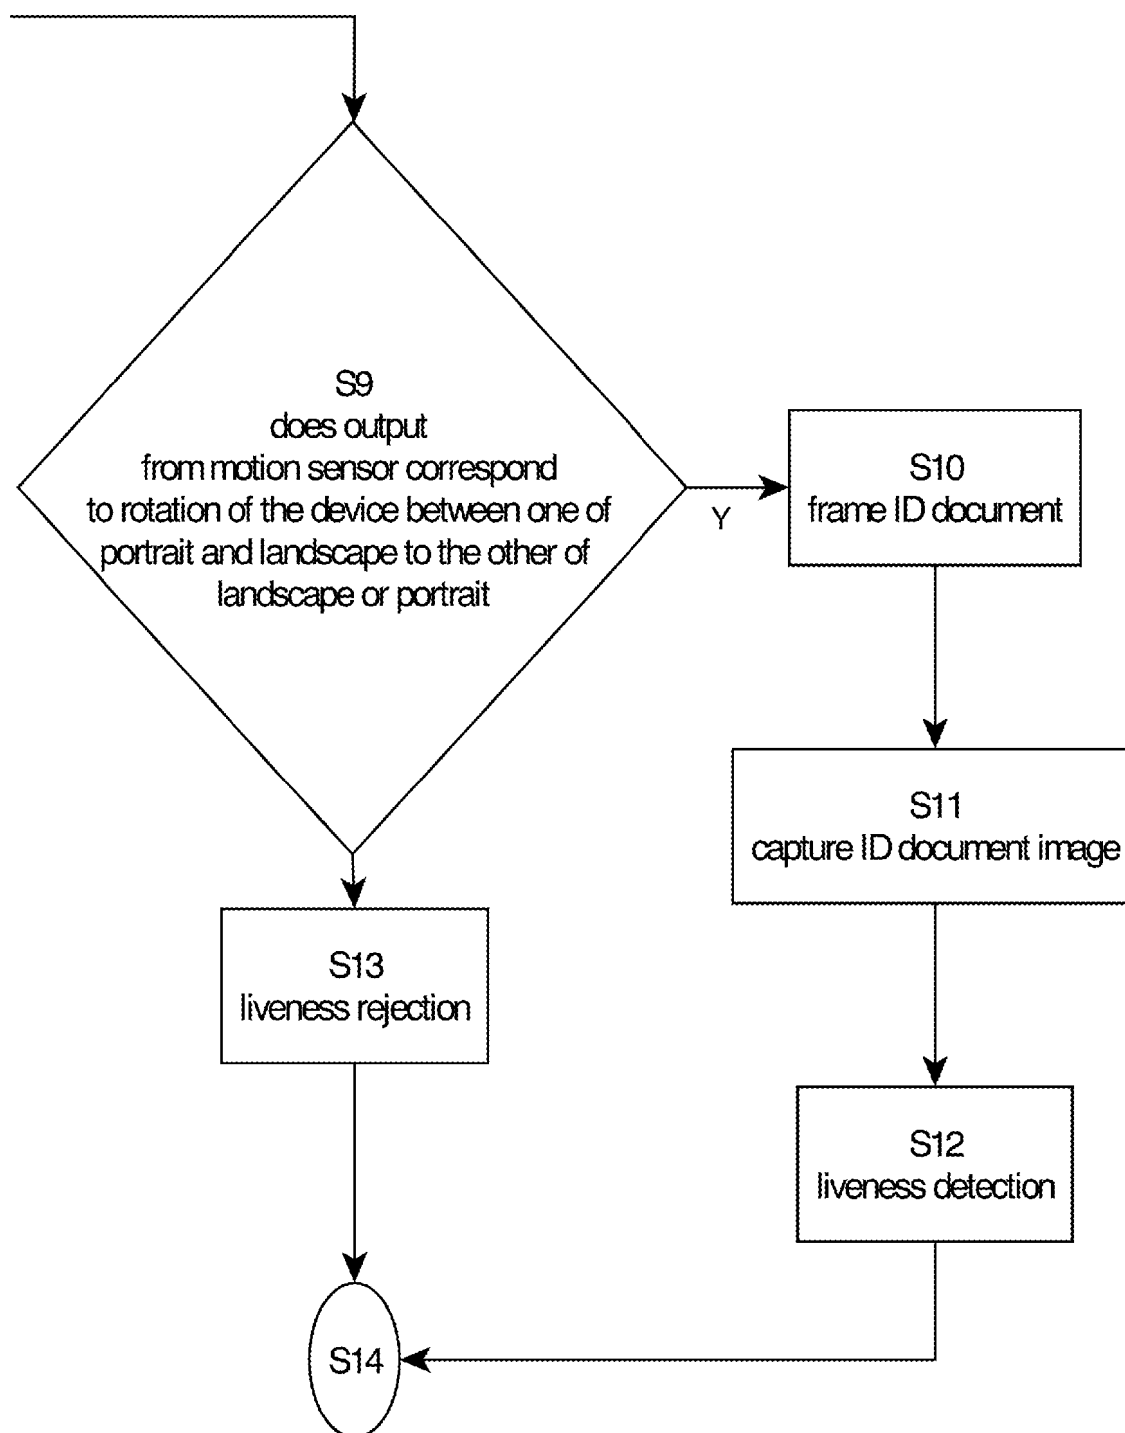 S9
does output
from motion sensor correspond
to rotation of the device between one of
portrait and landscape to the other of
landscape or portrait
Y
S10
frame ID document
S11
capture ID document image
S13
liveness rejection
S12
liveness detection
S14